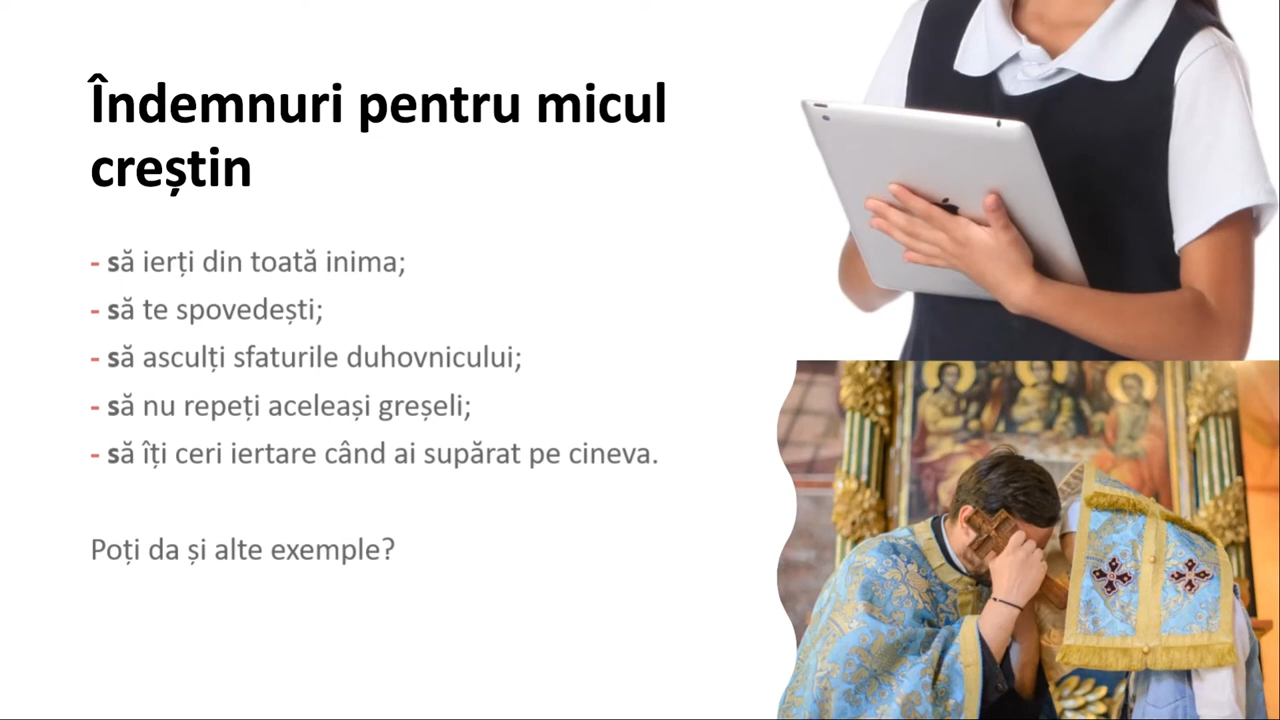 Îndemnuri pentru micul
creștin
- să ierți din toată inima;
- să te spovedești;
- să asculți sfaturile duhovnicului;
- să nu repeți aceleași greșeli;
- să îți ceri iertare când ai supărat pe cineva.
Poți da și alte exemple?